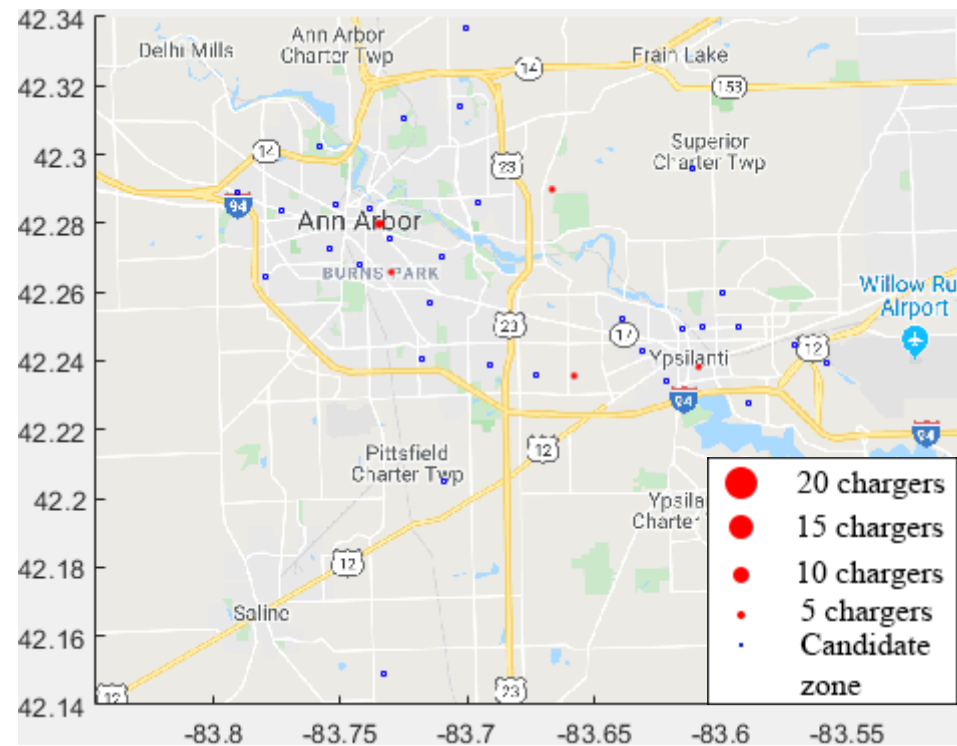 42.34
42.32
42.3
42.28
42.26
42.24
42.22
42.2
42.18
42.16
42.14
-83.8
-83.75
-83.7
-83.65
-83.6
-83.55
Delhi Mills
Ann Arbor
Charter Twp
Frain Lake
14
153
14
Superior
Charter Twp
23
94
Ann Arbor
BURNS PARK
Willow Ru
Airport
23
17
12
Ypsilanti
94
94
12
Pittsfield
Charter Twp
Ypsila
Charter
12
Saline
12
23
20 chargers
15 chargers
10 chargers
5 chargers
Candidate
zone